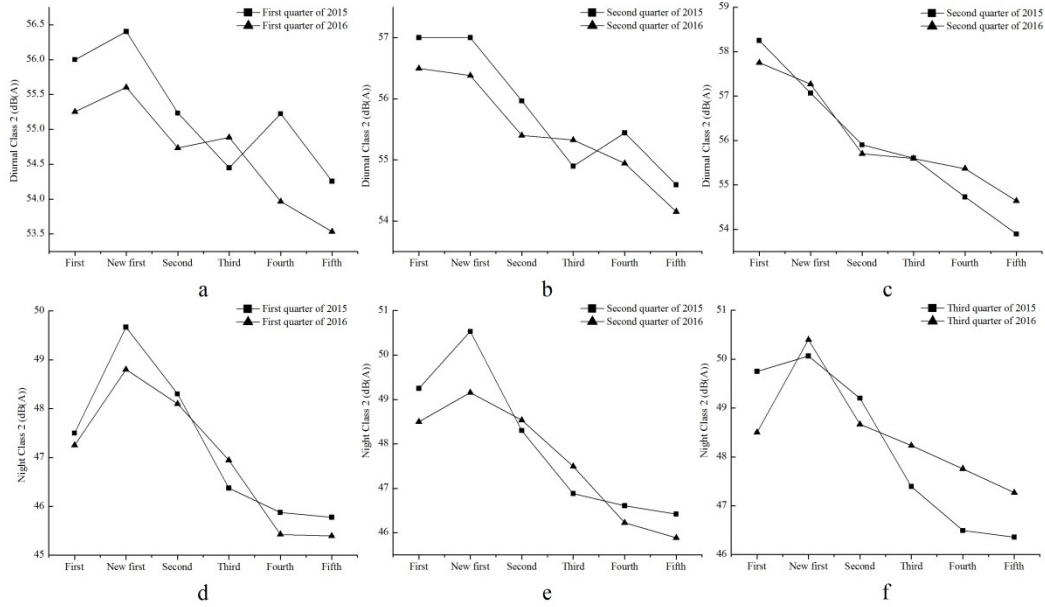 First quarter of 2015
First quarter of 2016
Diurnal Class 2 (dB(A))
56.5
56.0
55.5
55.0
54.5
54.0
53.5
First New first Second Third Fourth Fifth
a
Second quarter of 2015
Second quarter of 2016
Diurnal Class 2 (dB(A))
57
56
55
54
First New first Second Third Fourth Fifth
b
Second quarter of 2015
Second quarter of 2016
Diurnal Class 2 (dB(A))
59
58
57
56
55
54
First New first Second Third Fourth Fifth
c
First quarter of 2015
First quarter of 2016
Night Class 2 (dB(A))
50
49
48
47
46
45
First New first Second Third Fourth Fifth
d
Second quarter of 2015
Second quarter of 2016
Night Class 2 (dB(A))
51
50
49
48
47
46
First New first Second Third Fourth Fifth
e
Third quarter of 2015
Third quarter of 2016
Night Class 2 (dB(A))
51
50
49
48
47
46
First New first Second Third Fourth Fifth
f